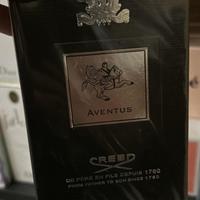 AVENTUS
CREED
DE PÈRE EN FILS DEPUIS 1760
FROM FATHER TO SON SINCE 1760